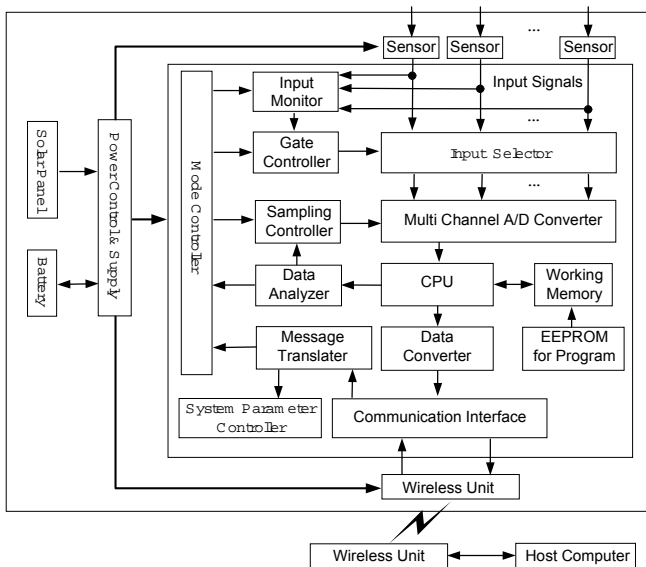 ...
Sensor Sensor Sensor
Input Signals
Input
Monitor
...
Gate
Controller
Input Selector
Solar Panel
Power Control & Supply
Mode Controller
...
Sampling
Controller
Multi Channel A/D Converter
Battery
Data
Analyzer
CPU
Working
Memory
Message
Translater
Data
Converter
EEPROM
for Program
System Parameter
Controller
Communication Interface
Wireless Unit
Wireless Unit
Host Computer